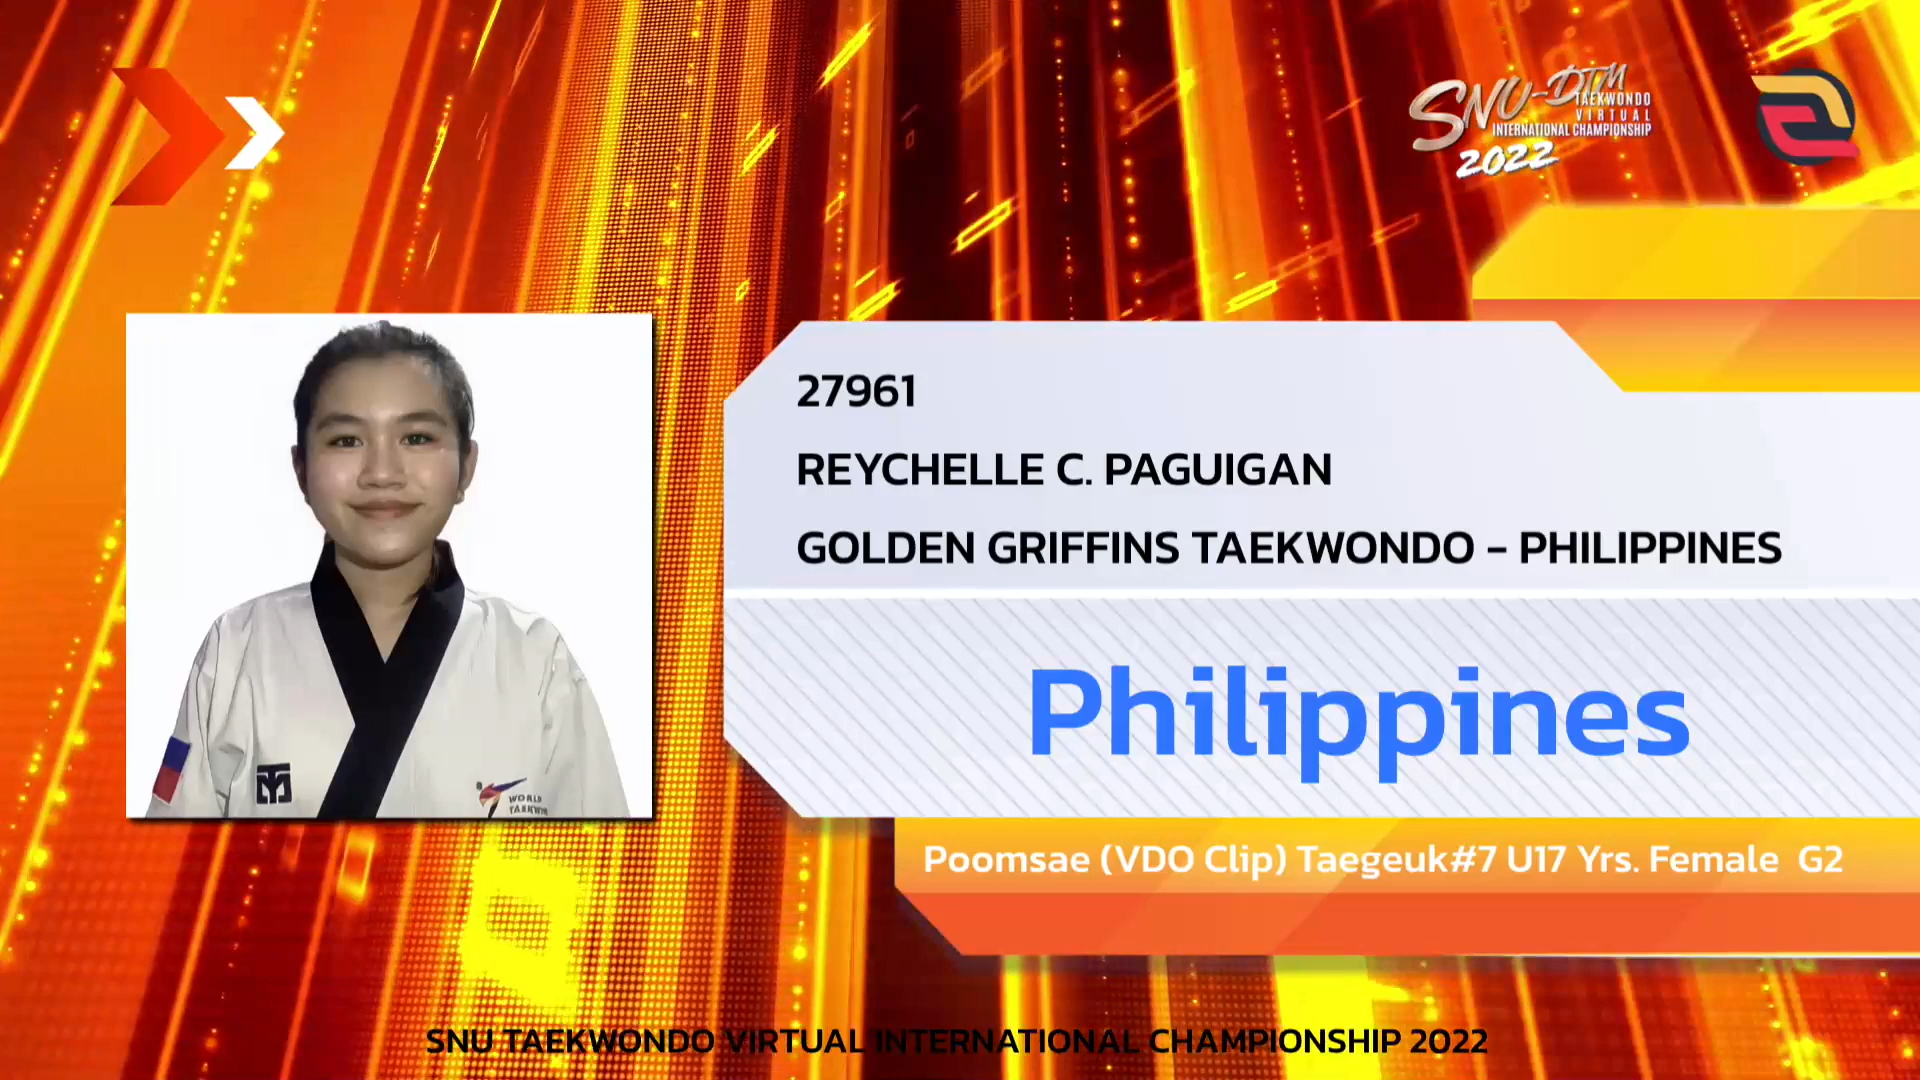 SNU-DTM
TAEKWONDO
VIRTUAL
INTERNATIONAL CHAMPIONSHIP
2022
27961
REYCHELLE C. PAGUIGAN
GOLDEN GRIFFINS TAEKWONDO - PHILIPPINES
Philippines
WORLD
Poomsae (VDO Clip) Taegeuk#7 U17 Yrs. Female G2
SNU TAEKWONDO VIRTUAL INTERNATIONAL CHAMPIONSHIP 2022